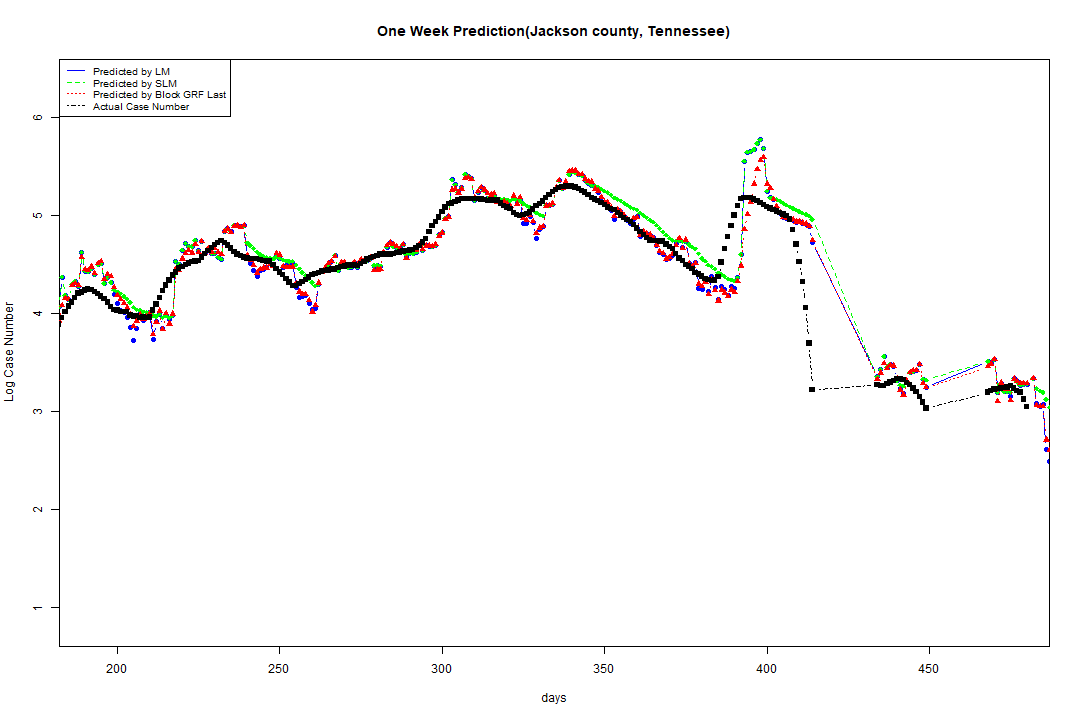 One Week Prediction(Jackson county, Tennessee)
Predicted by LM
Predicted by SLM
Predicted by Block GRF Last
Actual Case Number
6
5
4
3
2
1
Log Case Number
200 250 300 350 400 450
days